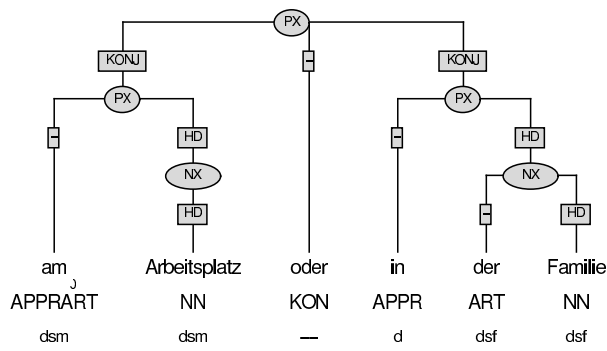 PX
KONJ – KONJ
PX PX
– HD – HD
NX NX
HD – HD
am Arbeitsplatz oder in der Familie
APPRART NN KON APPR ART NN
dsm dsm –– d dsf dsf